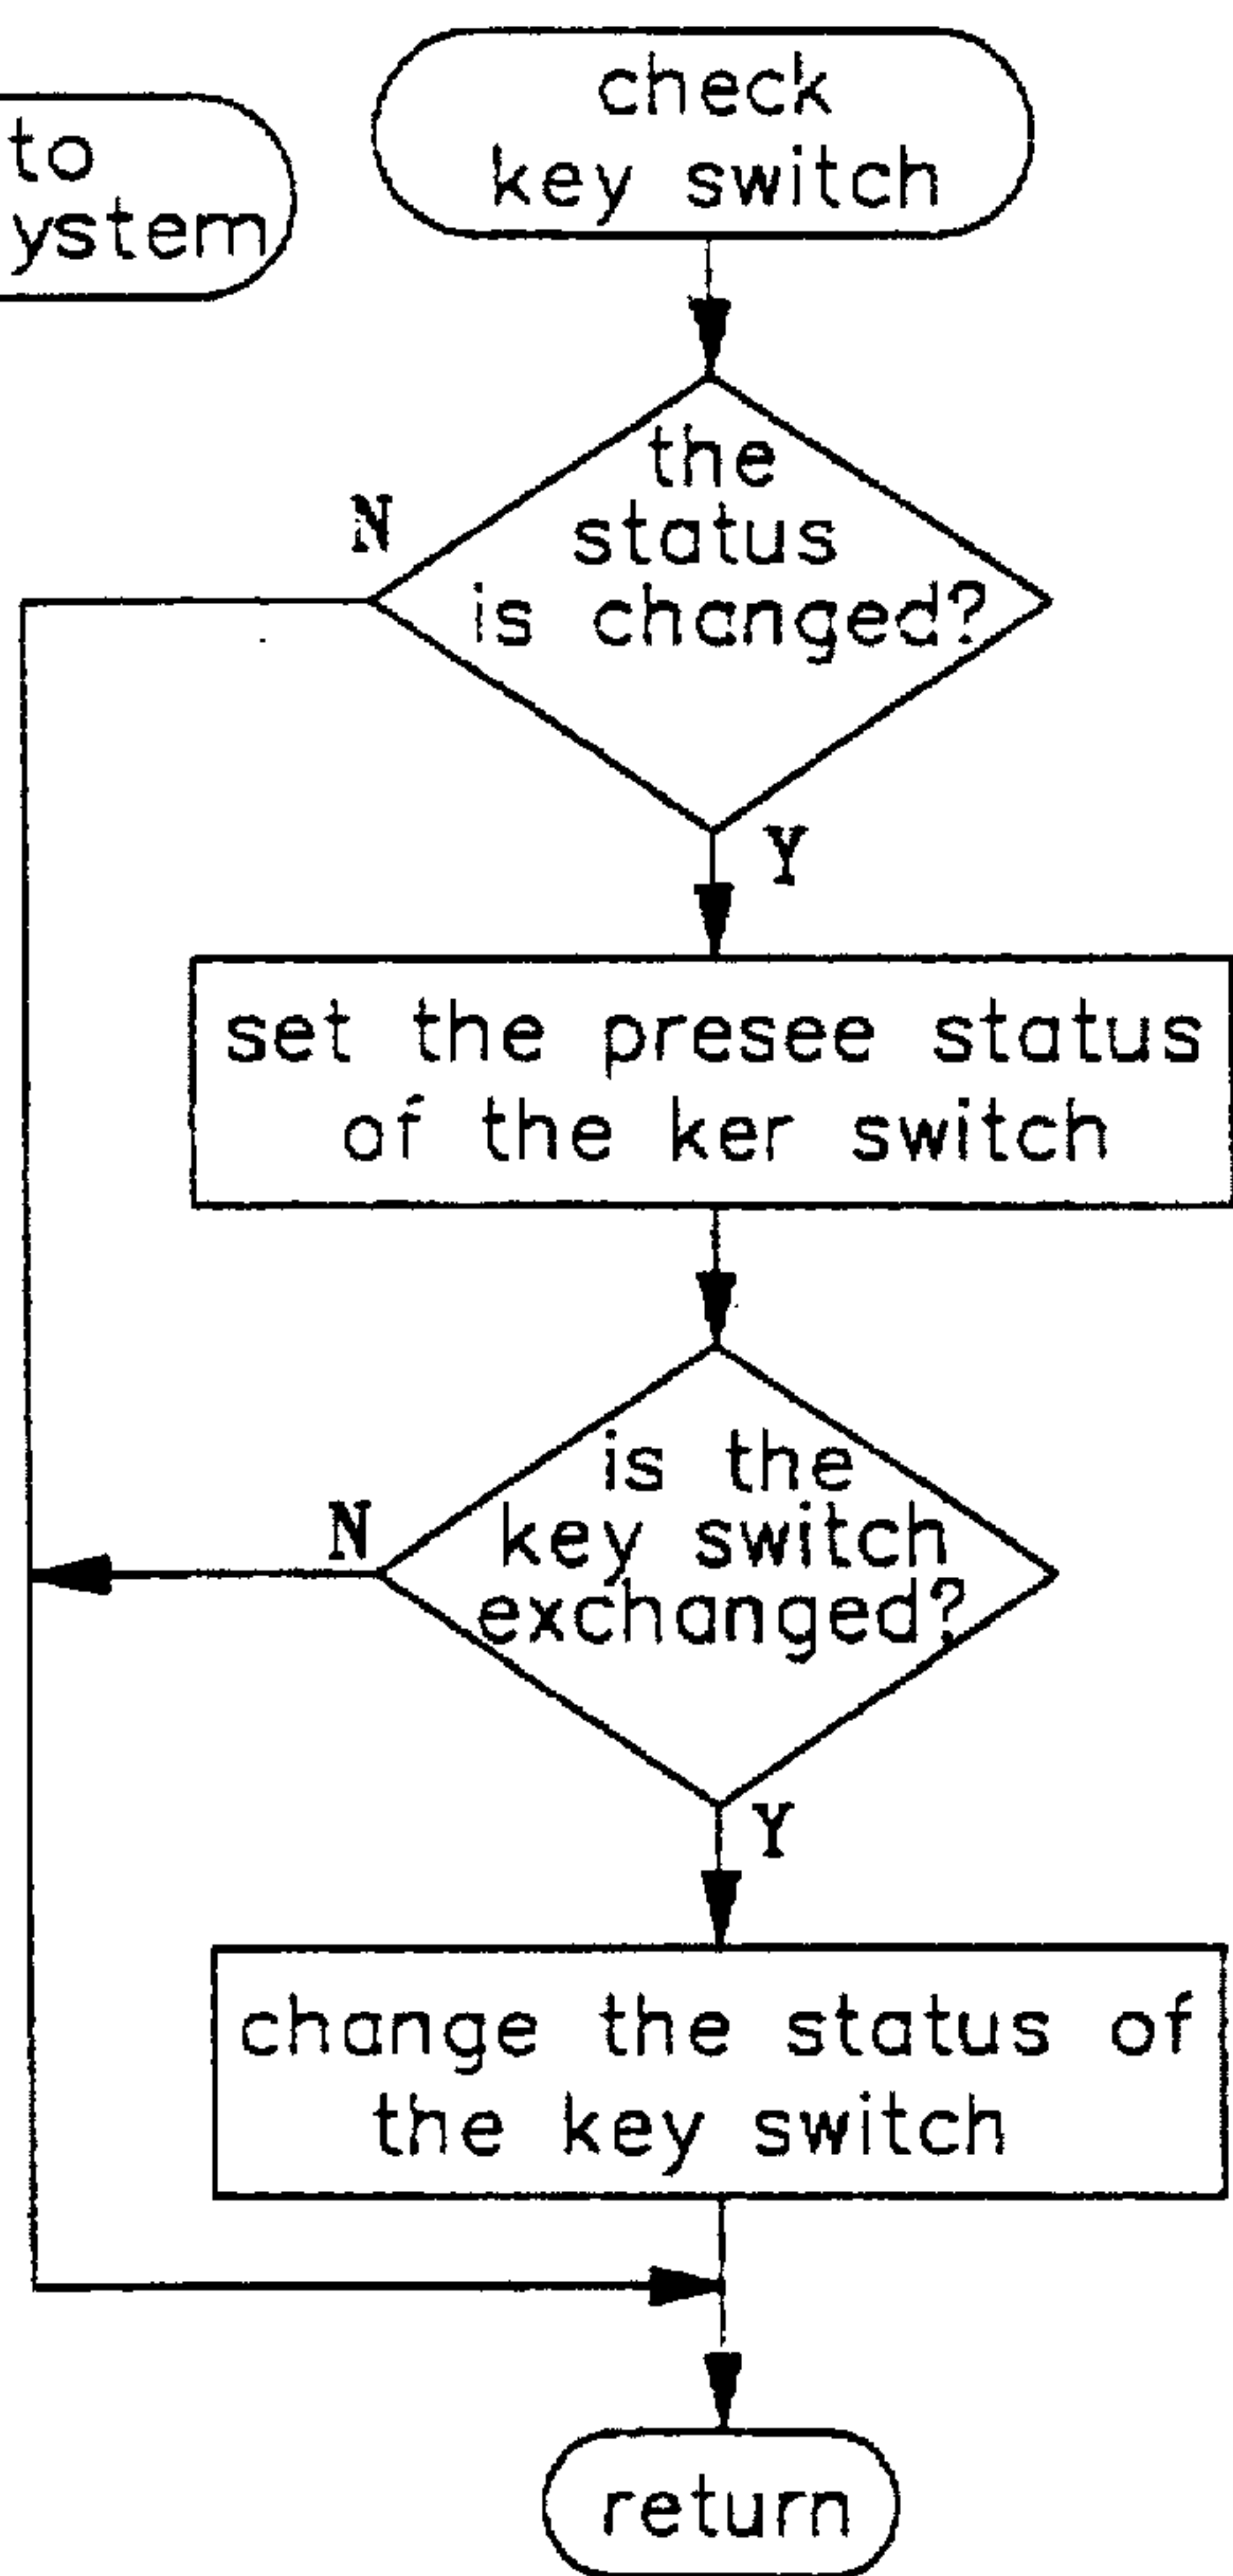 to
ystem
check
key switch
the
status
is changed?
N
Y
set the presee status
of the ker switch
is the
key switch
exchanged?
N
Y
change the status of
the key switch
return